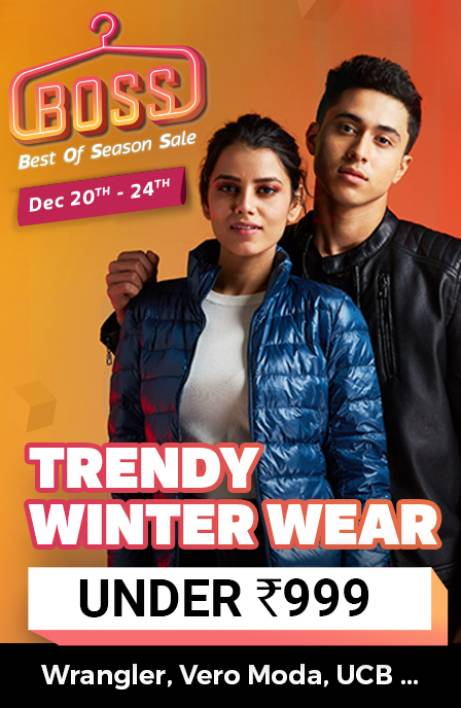 BOSS
Best Of Season Sale
Dec 20TH - 24TH
TRENDY
WINTER WEAR
UNDER ₹999
Wrangler, Vero Moda, UCB ...